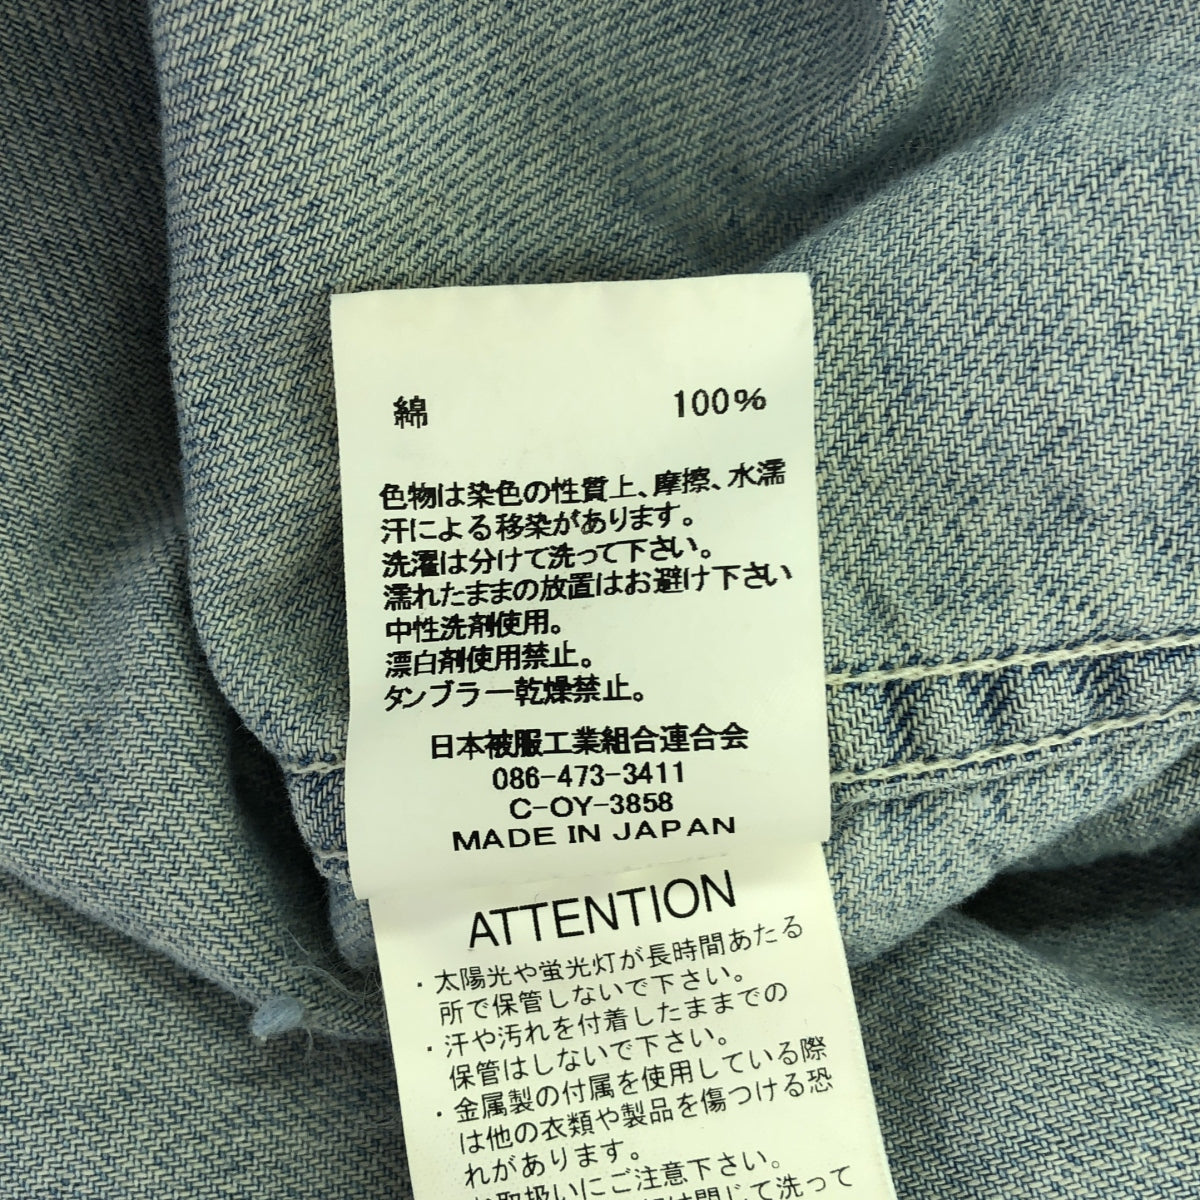 綿 100%
色物は染色の性質上、摩擦、水濡
汗による移染があります。
洗濯は分けて洗って下さい。
濡れたままの放置はお避け下さい
中性洗剤使用。
漂白剤使用禁止。
タンブラー乾燥禁止。
日本被服工業組合連合会
086-473-3411
C-OY-3858
MADE IN JAPAN
ATTENTION
・太陽光や蛍光灯が長時間あたる
所で保管しないで下さい。
・汗や汚れを付着したままでの
保管はしないで下さい。
・金属製の付属を使用している際
は他の衣類や製品を傷つける恐
れがあります。
お取扱いにご注意下さい。
は閉じて洗って